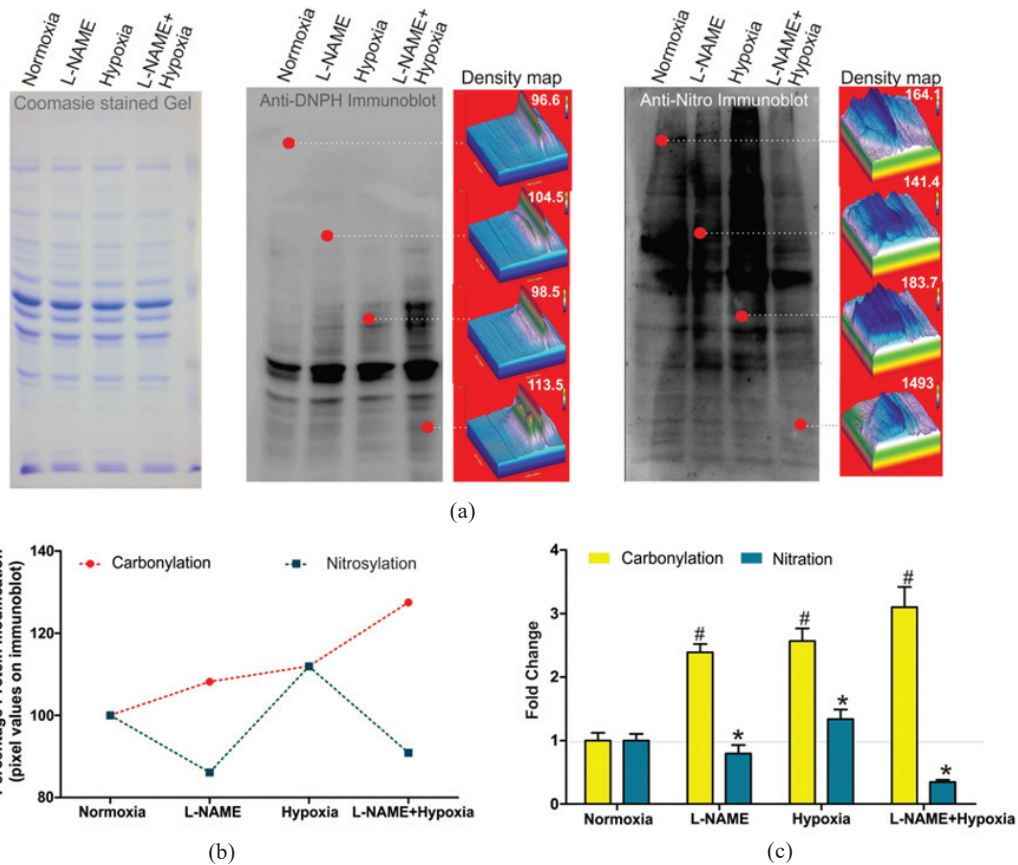 Normoxia
L-NAME
Hypoxia
L-NAME+
Hypoxia
Coomasie stained Gel
Normoxia
L-NAME
Hypoxia
L-NAME+
Hypoxia
Anti-DNPH Immunoblot
Density map
96.6
104.5
98.5
113.5
Normoxia
L-NAME
Hypoxia
L-NAME+
Hypoxia
Anti-Nitro Immunoblot
Density map
164.1
141.4
183.7
1493
(a)
(pixel values on immunoblot)
140
120
100
80
Carbonylation
Nitrosylation
Normoxia
L-NAME
Hypoxia
L-NAME+Hypoxia
(b)
Fold Change
4
3
2
1
0
Carbonylation
Nitration
#
#
#
*
*
*
Normoxia
L-NAME
Hypoxia
L-NAME+Hypoxia
(c)